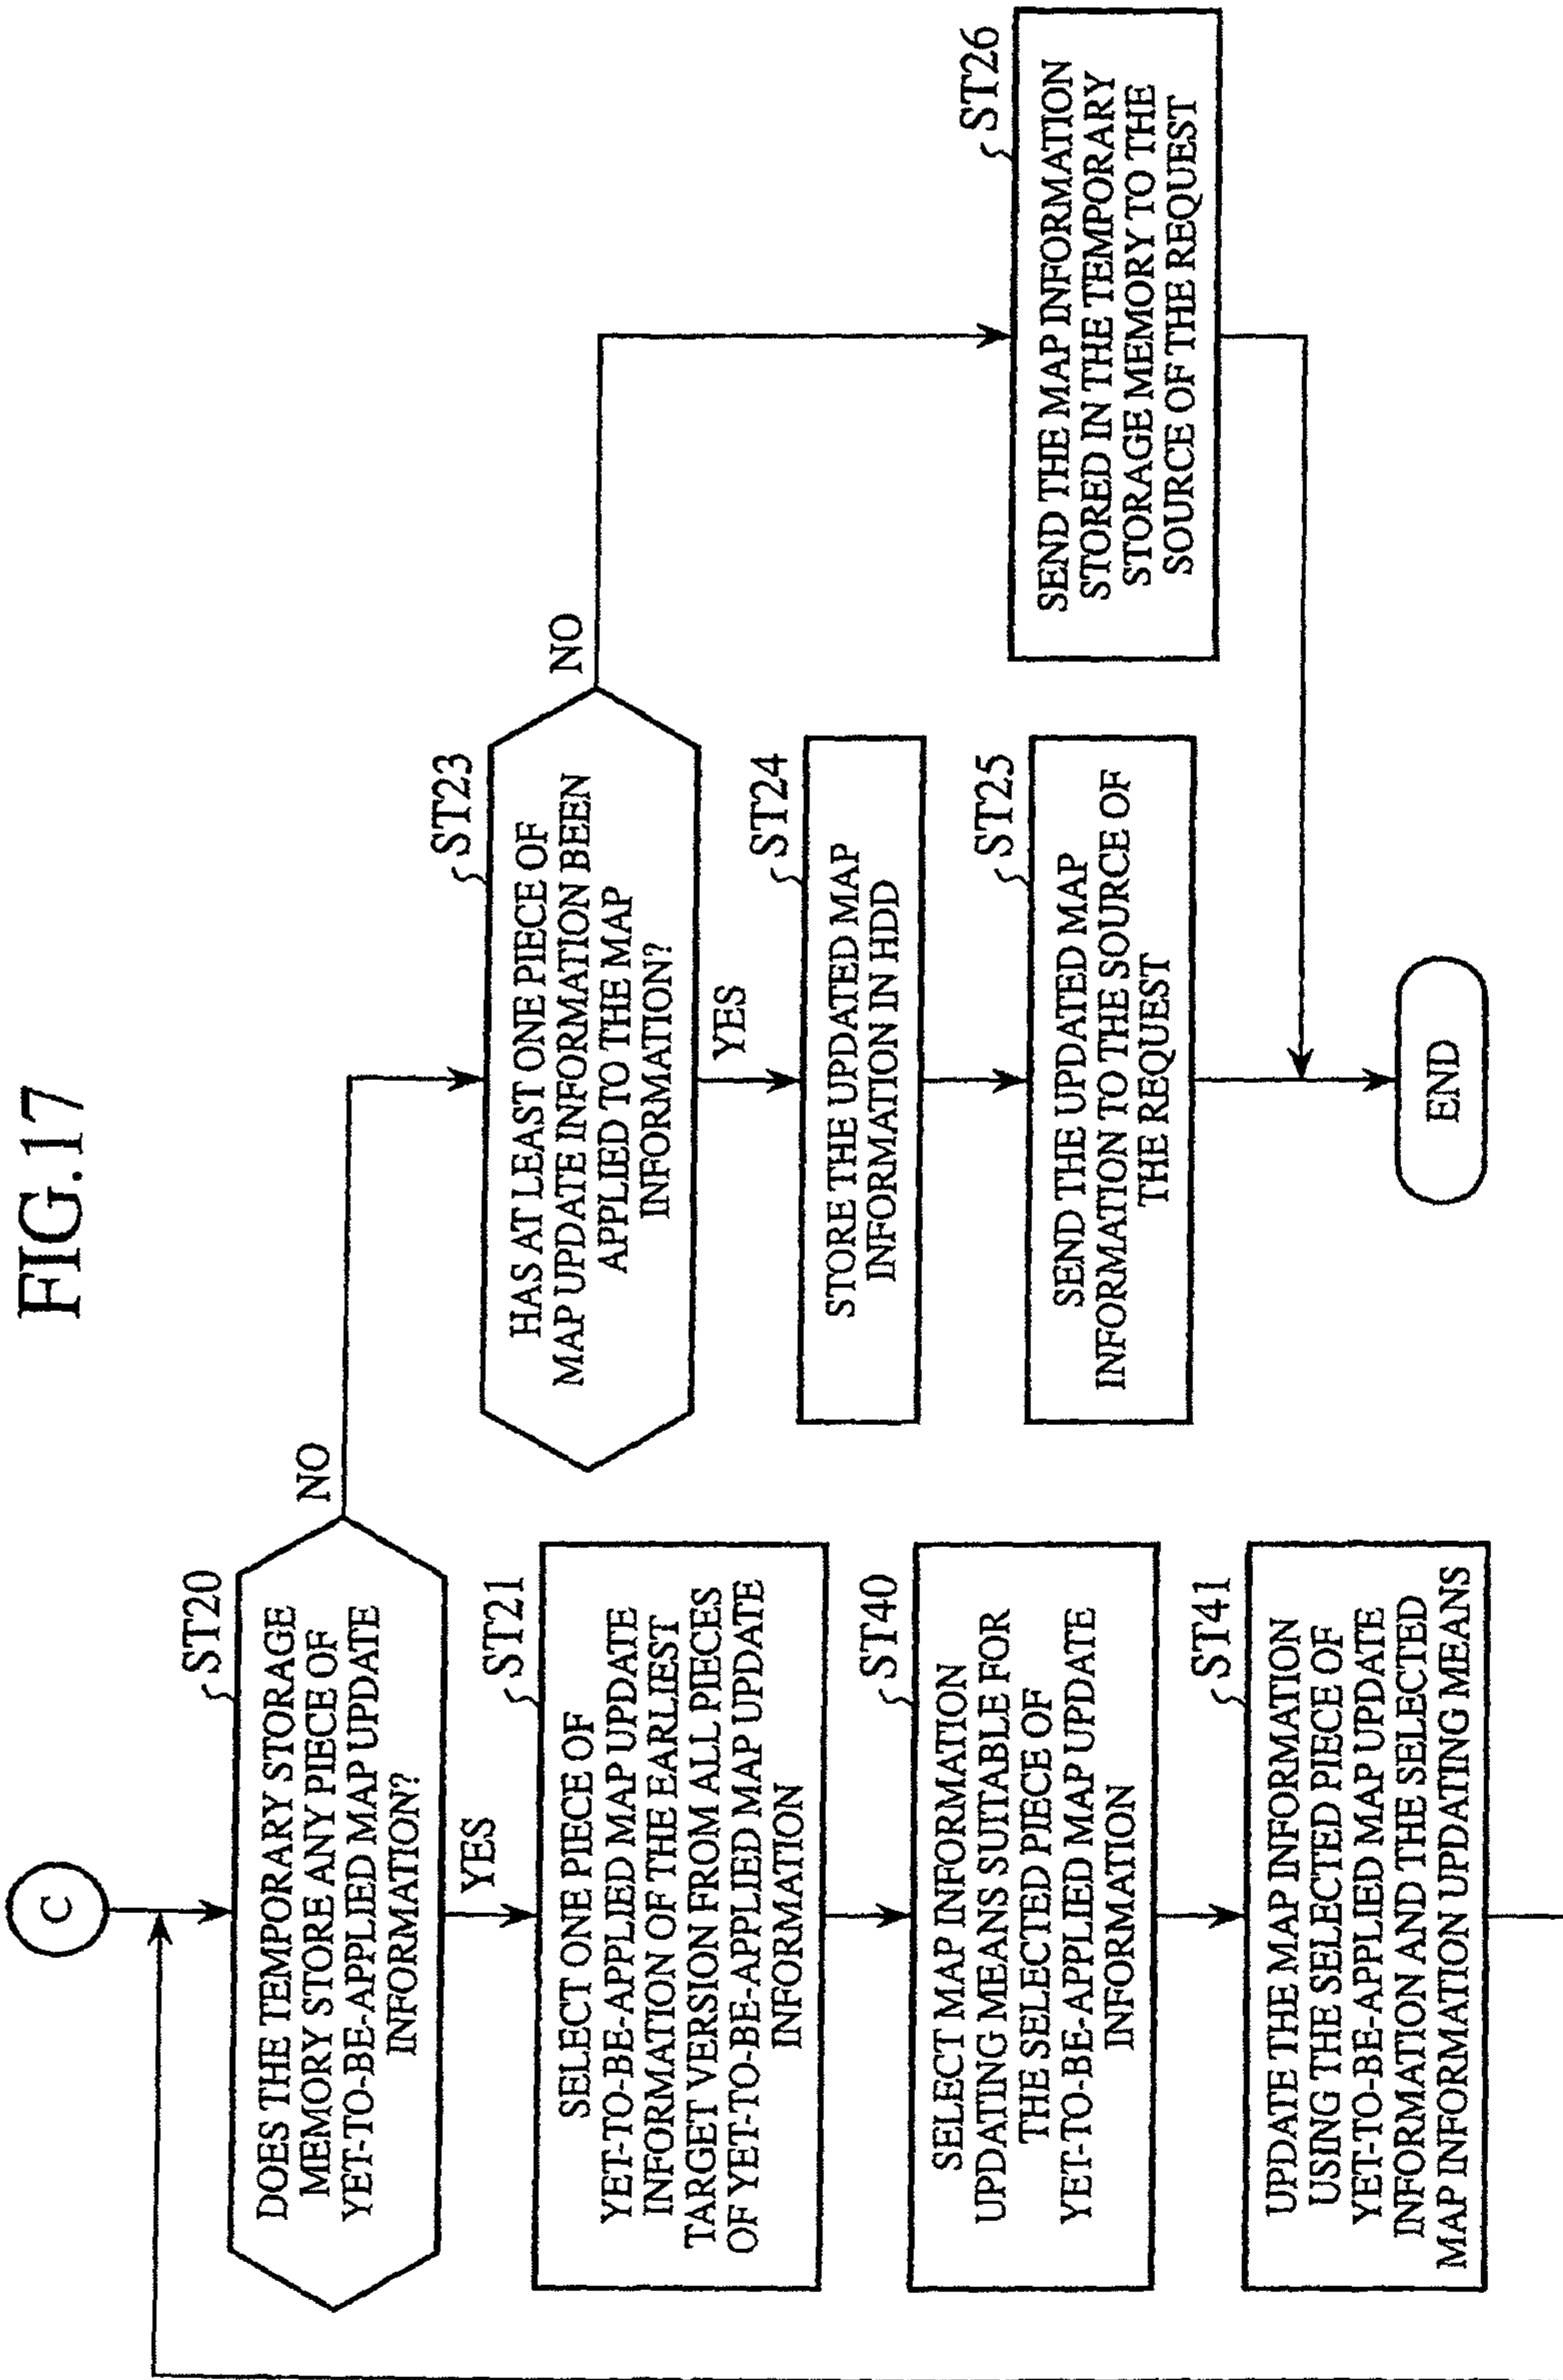 FIG.17
C
ST20
DOES THE TEMPORARY STORAGE
MEMORY STORE ANY PIECE OF
YET-TO-BE-APPLIED MAP UPDATE
INFORMATION?
NO
YES
ST21
SELECT ONE PIECE OF
YET-TO-BE-APPLIED MAP UPDATE
INFORMATION OF THE EARLIEST
TARGET VERSION FROM ALL PIECES
OF YET-TO-BE-APPLIED MAP UPDATE
INFORMATION
ST40
SELECT MAP INFORMATION
UPDATING MEANS SUITABLE FOR
THE SELECTED PIECE OF
YET-TO-BE-APPLIED MAP UPDATE
INFORMATION
ST41
UPDATE THE MAP INFORMATION
USING THE SELECTED PIECE OF
YET-TO-BE-APPLIED MAP UPDATE
INFORMATION AND THE SELECTED
MAP INFORMATION UPDATING MEANS
ST23
HAS AT LEAST ONE PIECE OF
MAP UPDATE INFORMATION BEEN
APPLIED TO THE MAP
INFORMATION?
NO
YES
ST24
STORE THE UPDATED MAP
INFORMATION IN HDD
ST25
SEND THE UPDATED MAP
INFORMATION TO THE SOURCE OF
THE REQUEST
ST26
SEND THE MAP INFORMATION
STORED IN THE TEMPORARY
STORAGE MEMORY TO THE
SOURCE OF THE REQUEST
END